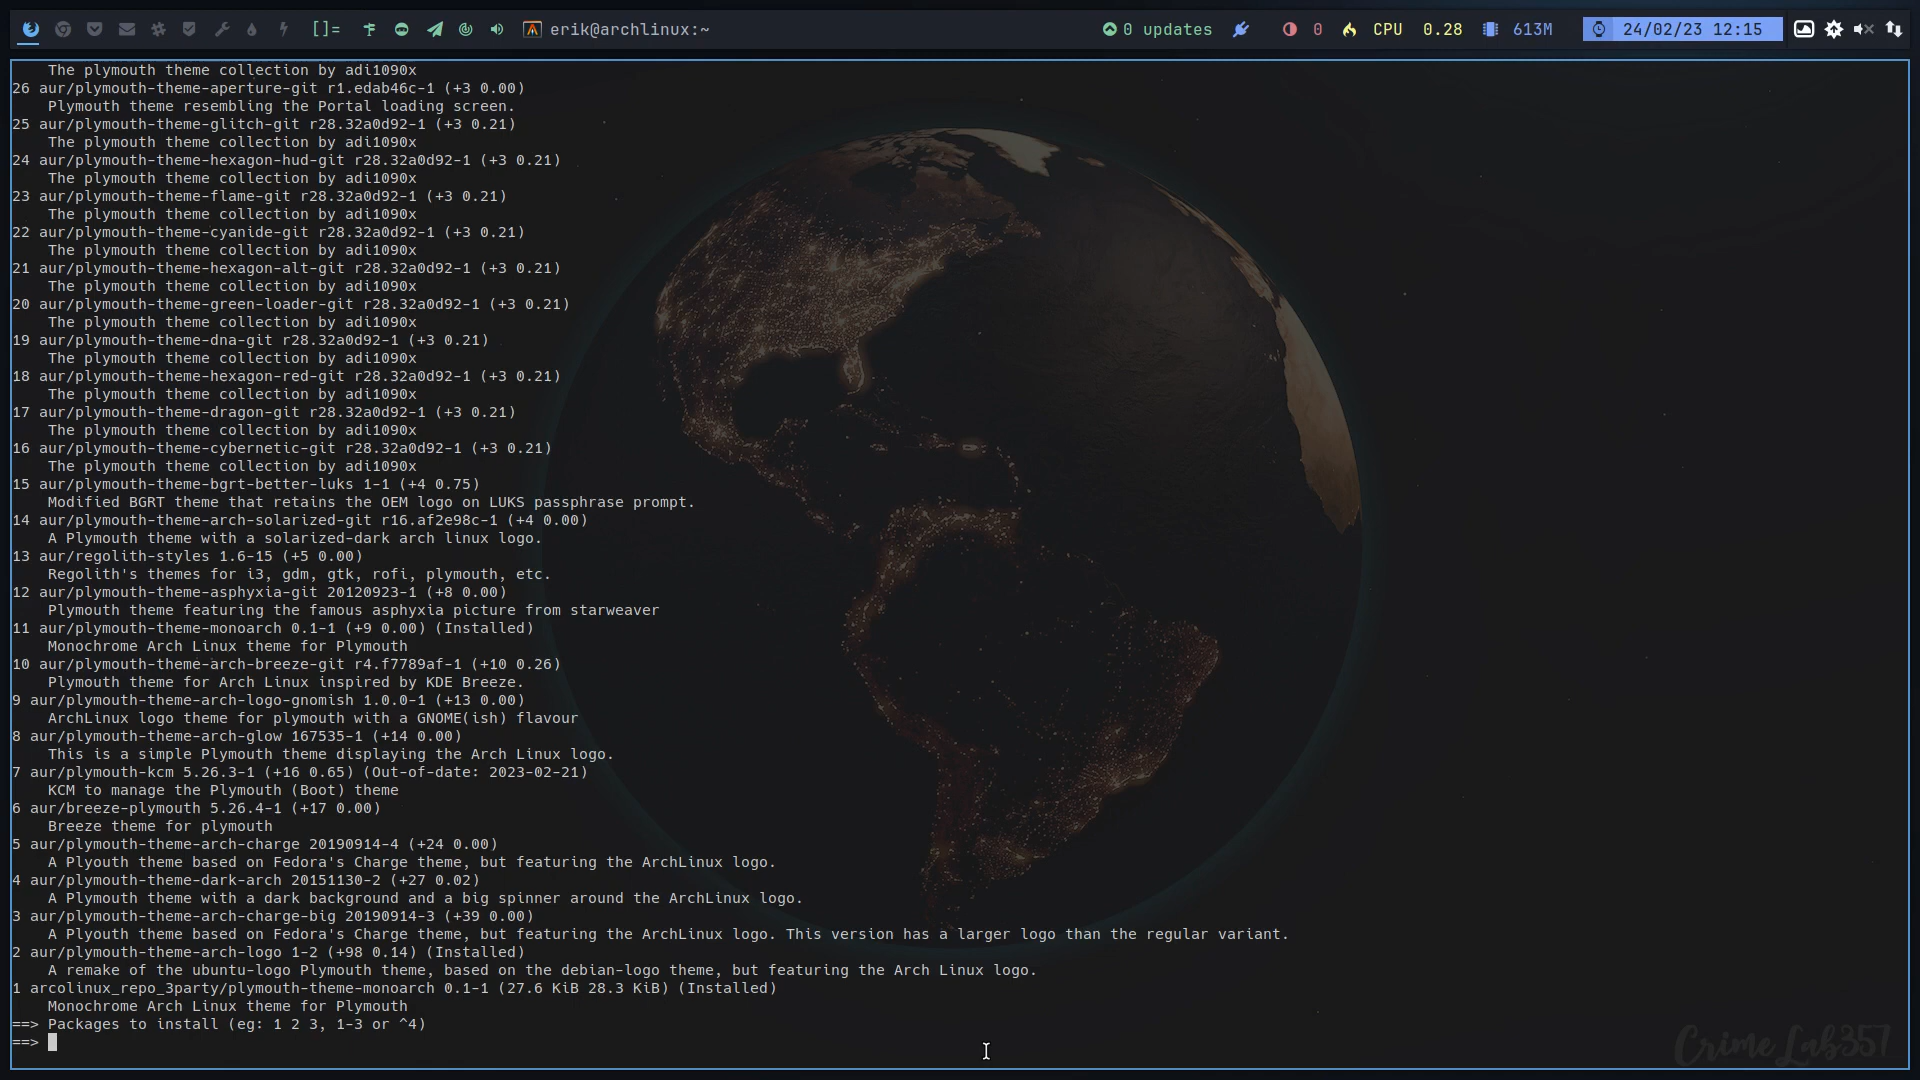 []= erik@archlinux:~ 0 updates 0 CPU 0.28 613M 24/02/23 12:15
The plymouth theme collection by adi1090x
26 aur/plymouth-theme-aperture-git r1.edab46c-1 (+3 0.00)
Plymouth theme resembling the Portal loading screen.
25 aur/plymouth-theme-glitch-git r28.32a0d92-1 (+3 0.21)
The plymouth theme collection by adi1090x
24 aur/plymouth-theme-hexagon-hud-git r28.32a0d92-1 (+3 0.21)
The plymouth theme collection by adi1090x
23 aur/plymouth-theme-flame-git r28.32a0d92-1 (+3 0.21)
The plymouth theme collection by adi1090x
22 aur/plymouth-theme-cyanide-git r28.32a0d92-1 (+3 0.21)
The plymouth theme collection by adi1090x
21 aur/plymouth-theme-hexagon-alt-git r28.32a0d92-1 (+3 0.21)
The plymouth theme collection by adi1090x
20 aur/plymouth-theme-green-loader-git r28.32a0d92-1 (+3 0.21)
The plymouth theme collection by adi1090x
19 aur/plymouth-theme-dna-git r28.32a0d92-1 (+3 0.21)
The plymouth theme collection by adi1090x
18 aur/plymouth-theme-hexagon-red-git r28.32a0d92-1 (+3 0.21)
The plymouth theme collection by adi1090x
17 aur/plymouth-theme-dragon-git r28.32a0d92-1 (+3 0.21)
The plymouth theme collection by adi1090x
16 aur/plymouth-theme-cybernetic-git r28.32a0d92-1 (+3 0.21)
The plymouth theme collection by adi1090x
15 aur/plymouth-theme-bgrt-better-luks 1-1 (+4 0.75)
Modified BGRT theme that retains the OEM logo on LUKS passphrase prompt.
14 aur/plymouth-theme-arch-solarized-git r16.af2e98c-1 (+4 0.00)
A Plymouth theme with a solarized-dark arch linux logo.
13 aur/regolith-styles 1.6-15 (+5 0.00)
Regolith's themes for i3, gdm, gtk, rofi, plymouth, etc.
12 aur/plymouth-theme-asphyxia-git 20120923-1 (+8 0.00)
Plymouth theme featuring the famous asphyxia picture from starweaver
11 aur/plymouth-theme-monoarch 0.1-1 (+9 0.00) (Installed)
Monochrome Arch Linux theme for Plymouth
10 aur/plymouth-theme-arch-breeze-git r4.f7789af-1 (+10 0.26)
Plymouth theme for Arch Linux inspired by KDE Breeze.
9 aur/plymouth-theme-arch-logo-gnomish 1.0.0-1 (+13 0.00)
ArchLinux logo theme for plymouth with a GNOME(ish) flavour
8 aur/plymouth-theme-arch-glow 167535-1 (+14 0.00)
This is a simple Plymouth theme displaying the Arch Linux logo.
7 aur/plymouth-kcm 5.26.3-1 (+16 0.65) (Out-of-date: 2023-02-21)
KCM to manage the Plymouth (Boot) theme
6 aur/breeze-plymouth 5.26.4-1 (+17 0.00)
Breeze theme for plymouth
5 aur/plymouth-theme-arch-charge 20190914-4 (+24 0.00)
A Plyouth theme based on Fedora's Charge theme, but featuring the ArchLinux logo.
4 aur/plymouth-theme-dark-arch 20151130-2 (+27 0.02)
A Plymouth theme with a dark background and a big spinner around the ArchLinux logo.
3 aur/plymouth-theme-arch-charge-big 20190914-3 (+39 0.00)
A Plyouth theme based on Fedora's Charge theme, but featuring the ArchLinux logo. This version has a larger logo than the regular variant.
2 aur/plymouth-theme-arch-logo 1-2 (+98 0.14) (Installed)
A remake of the ubuntu-logo Plymouth theme, based on the debian-logo theme, but featuring the Arch Linux logo.
1 arcolinux_repo_3party/plymouth-theme-monoarch 0.1-1 (27.6 KiB 28.3 KiB) (Installed)
Monochrome Arch Linux theme for Plymouth
==> Packages to install (eg: 1 2 3, 1-3 or ^4)
==>
Crime Lab357